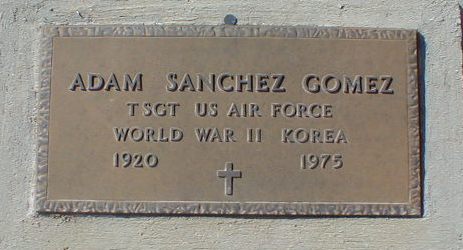 ADAM SANCHEZ GOMEZ
TSGT US AIR FORCE
WORLD WAR II KOREA
1920 1975